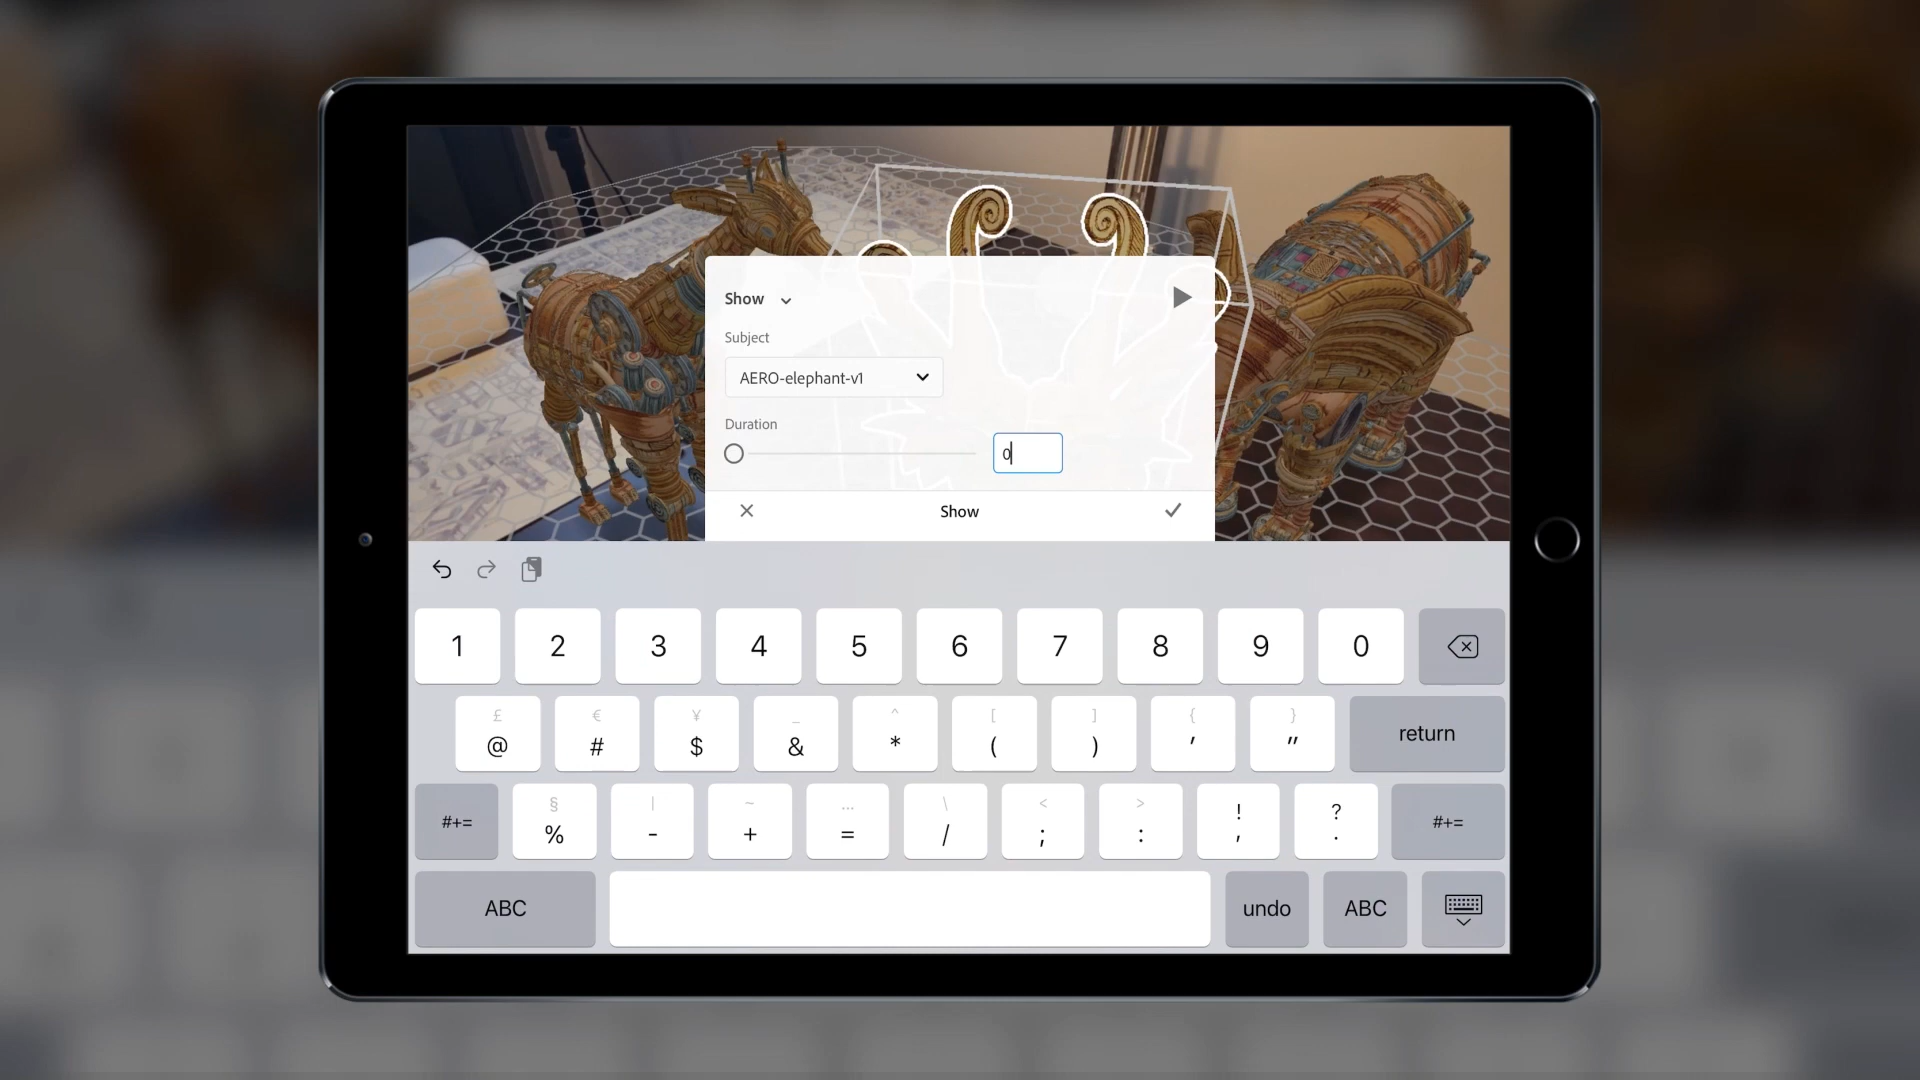 Show
Subject
AERO-elephant-v1
Duration
0
Show
1 2 3 4 5 6 7 8 9 0
£ € ¥ _ ^ [ ] { }
@ # $ & * ( ) ' " return
§ | ~ ... \ < > ! ?
#+= % - + = / ; : , . #+=
ABC undo ABC